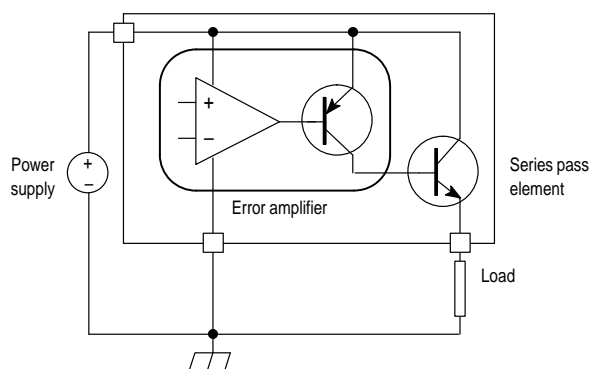 +
−
Power
supply
+
−
Error amplifier
Series pass
element
Load